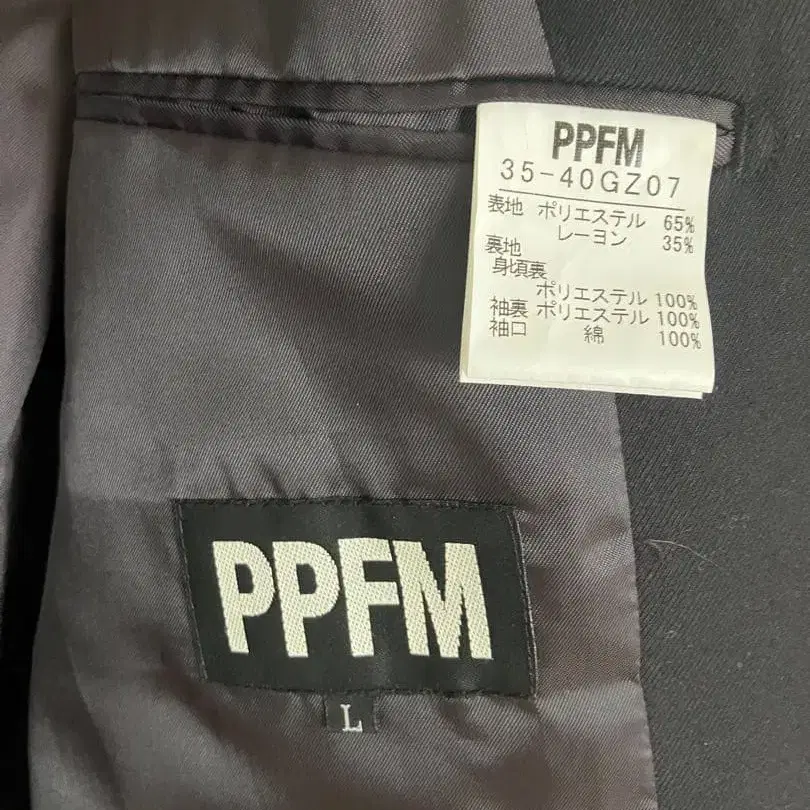 PPFM
35-40GZ07
表地 ポリエステル 65%
レーヨン 35%
裏地
身頃裏
ポリエステル 100%
袖裏 ポリエステル 100%
袖口 綿 100%
PPFM
L